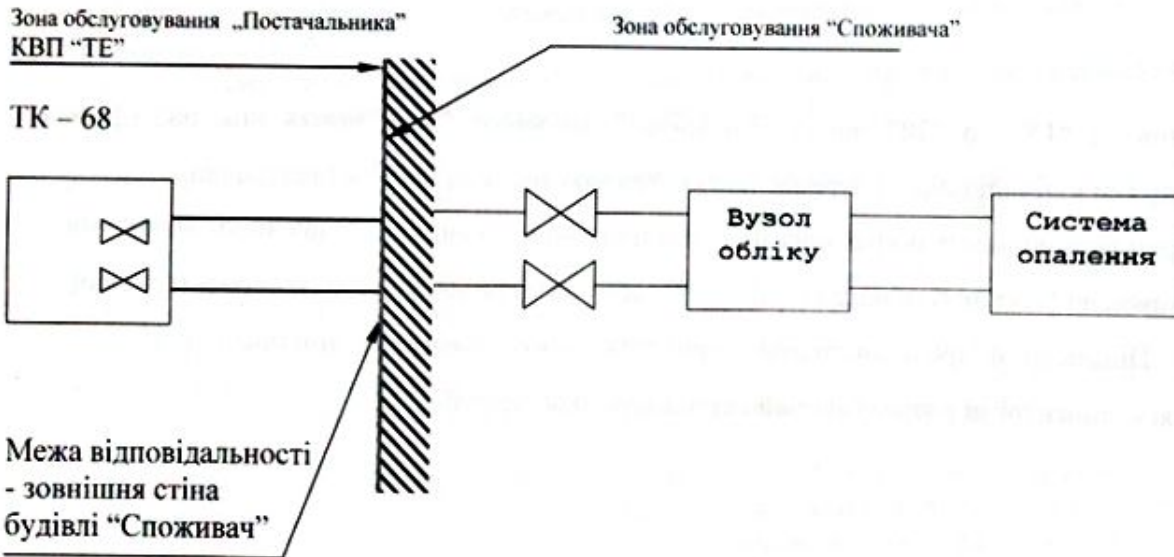 Зона обслуговування „Постачальника”
КВП “ТЕ”
Зона обслуговування “Споживача”
ТК – 68
Вузол
обліку
Система
опалення
Межа відповідальності
- зовнішня стіна
будівлі “Споживач”